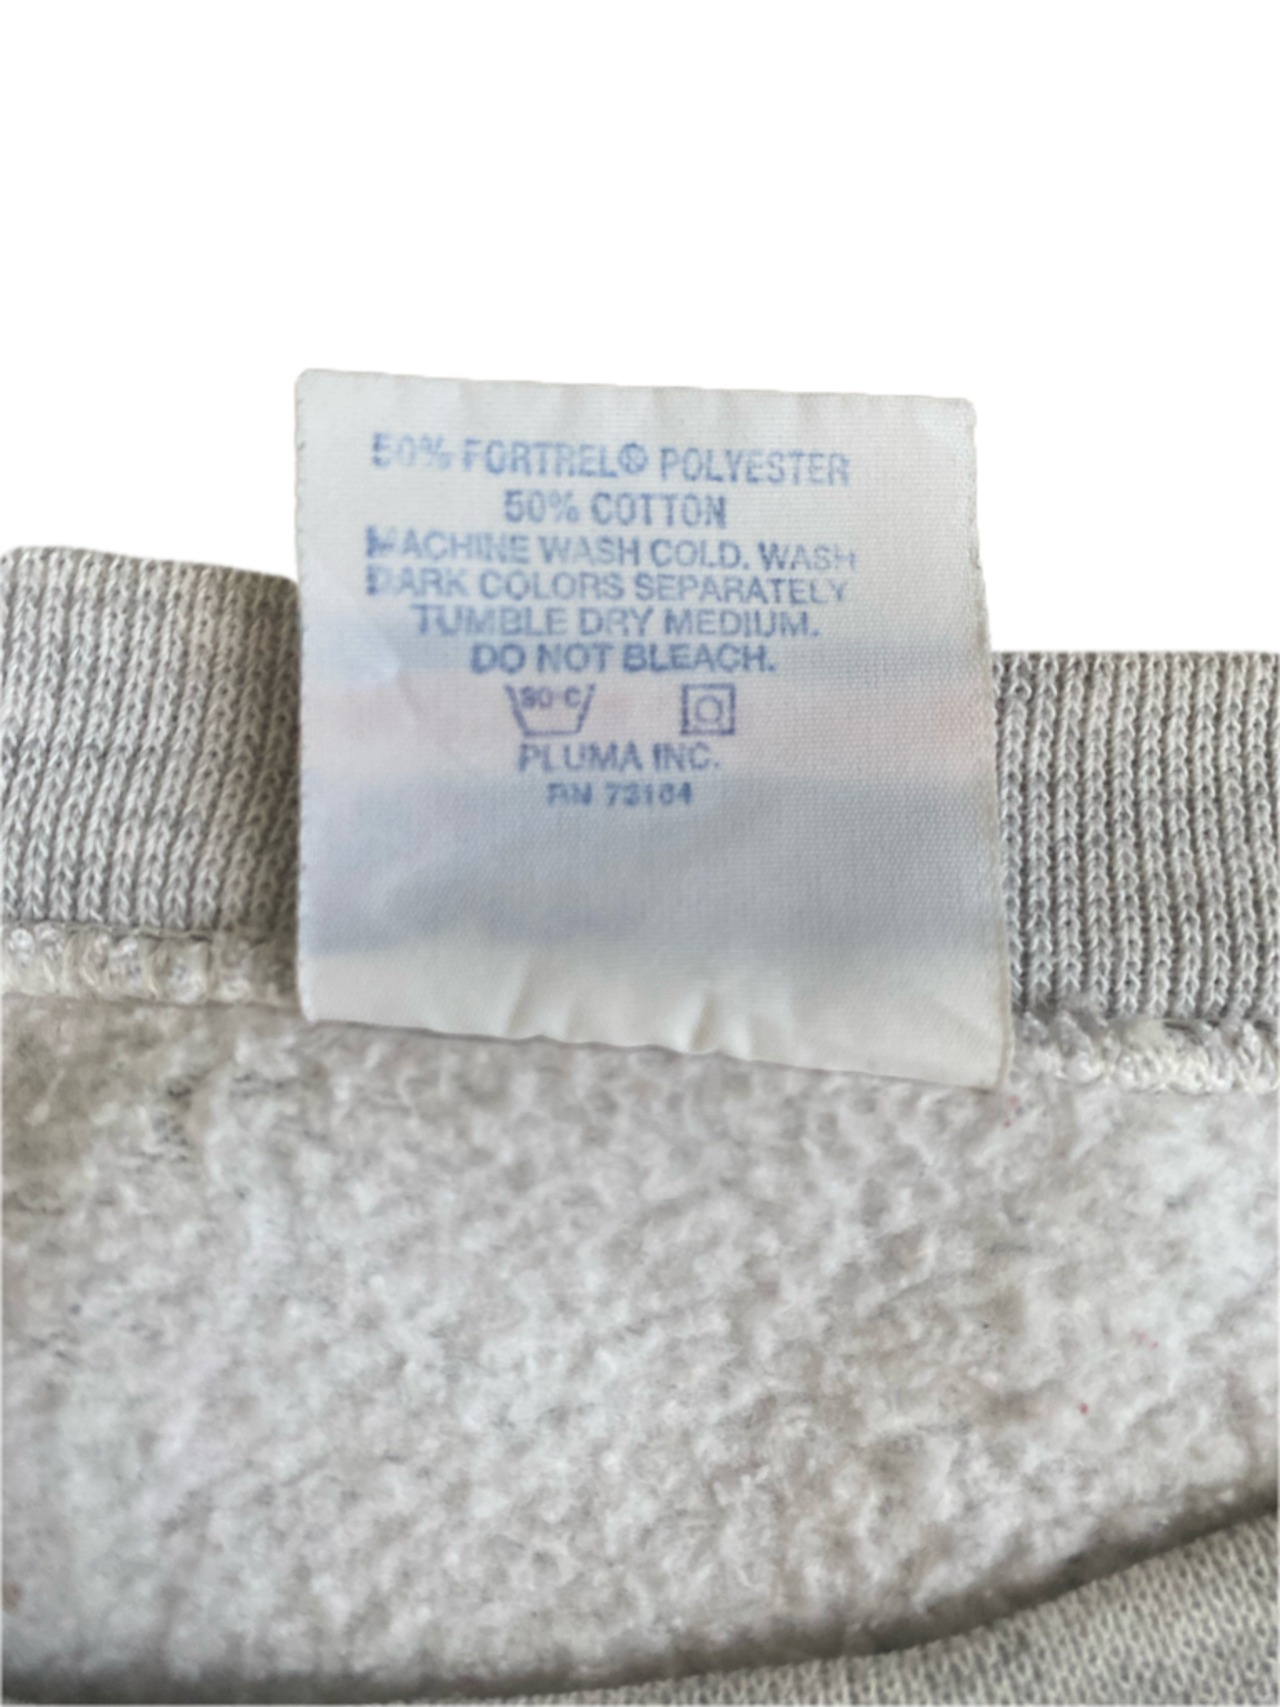 50% FORTREL® POLYESTER
50% COTTON
MACHINE WASH COLD. WASH
DARK COLORS SEPARATELY
TUMBLE DRY MEDIUM.
DO NOT BLEACH.
PLUMA INC.
RN 73164